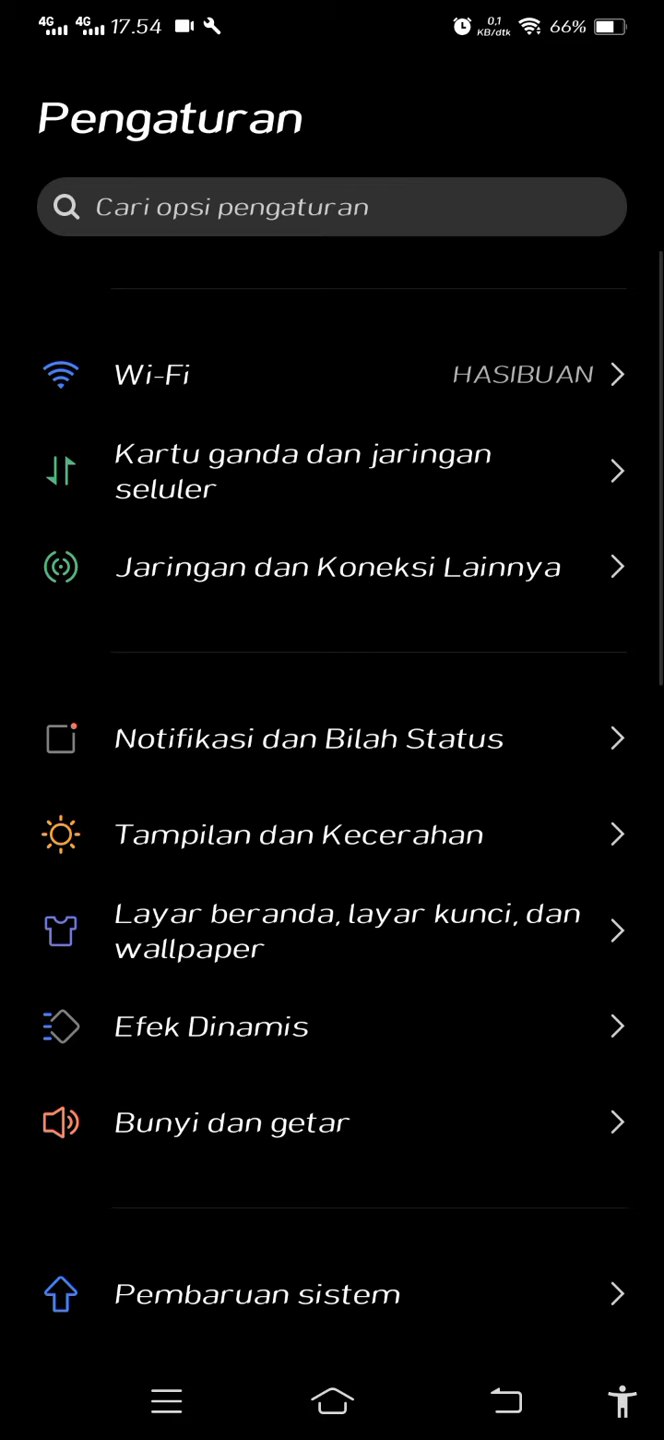 4G 4G 17.54 0,1 KB/dtk 66%
Pengaturan
Cari opsi pengaturan
Wi-Fi HASIBUAN
Kartu ganda dan jaringan
seluler
Jaringan dan Koneksi Lainnya
Notifikasi dan Bilah Status
Tampilan dan Kecerahan
Layar beranda, layar kunci, dan
wallpaper
Efek Dinamis
Bunyi dan getar
Pembaruan sistem